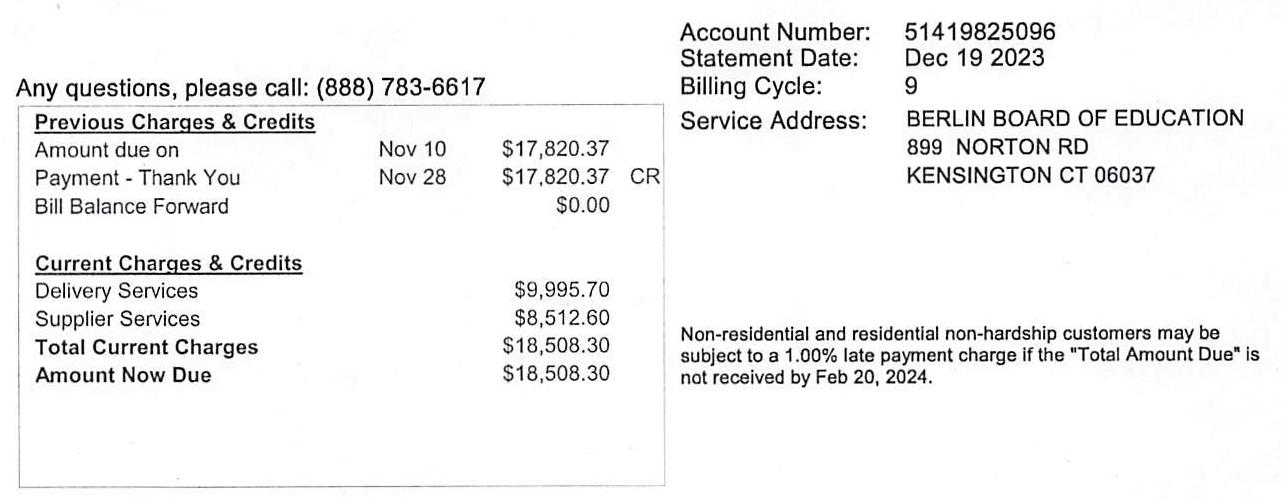 Account Number: 51419825096
Statement Date: Dec 19 2023
Billing Cycle: 9
Service Address: BERLIN BOARD OF EDUCATION
899 NORTON RD
KENSINGTON CT 06037
Any questions, please call: (888) 783-6617
Previous Charges & Credits
Amount due on Nov 10 $17,820.37
Payment - Thank You Nov 28 $17,820.37 CR
Bill Balance Forward $0.00
Current Charges & Credits
Delivery Services $9,995.70
Supplier Services $8,512.60
Total Current Charges $18,508.30
Amount Now Due $18,508.30
Non-residential and residential non-hardship customers may be
subject to a 1.00% late payment charge if the "Total Amount Due" is
not received by Feb 20, 2024.